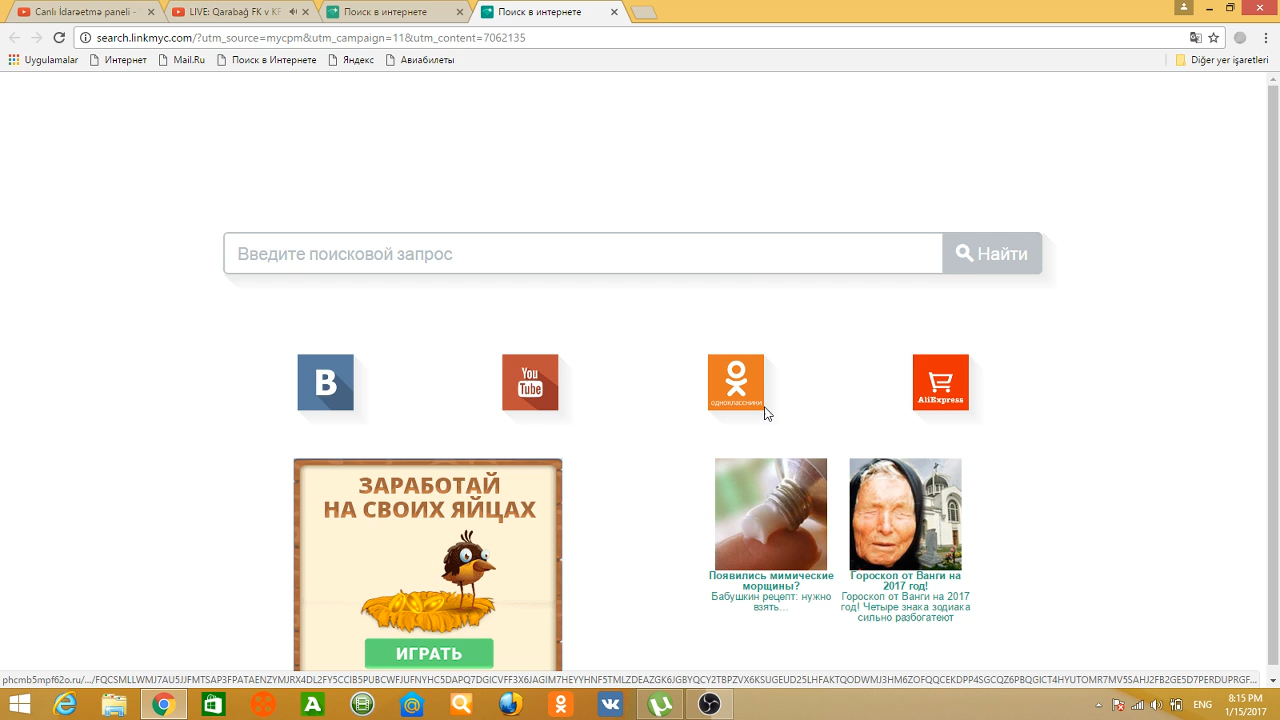 Canlı İdarəetmə paneli -
LIVE: Qarabağ FK v KF
Поиск в интернете
Поиск в интернете
search.linkmyc.com/?utm_source=mycpm&utm_campaign=11&utm_content=7062135
Uygulamalar
Интернет
Mail.Ru
Поиск в Интернете
Яндекс
Авиабилеты
Diğer yer işaretleri
Введите поисковой запрос
Найти
B
You
Tube
одноклассники
AliExpress
ЗАРАБОТАЙ
НА СВОИХ ЯЙЦАХ
ИГРАТЬ
Появились мимические
морщины?
Бабушкин рецепт: нужно
взять...
Гороскоп от Ванги на
2017 год!
Гороскоп от Ванги на 2017
год! Четыре знака зодиака
сильно разбогатеют
ENG
8:15 PM
1/15/2017